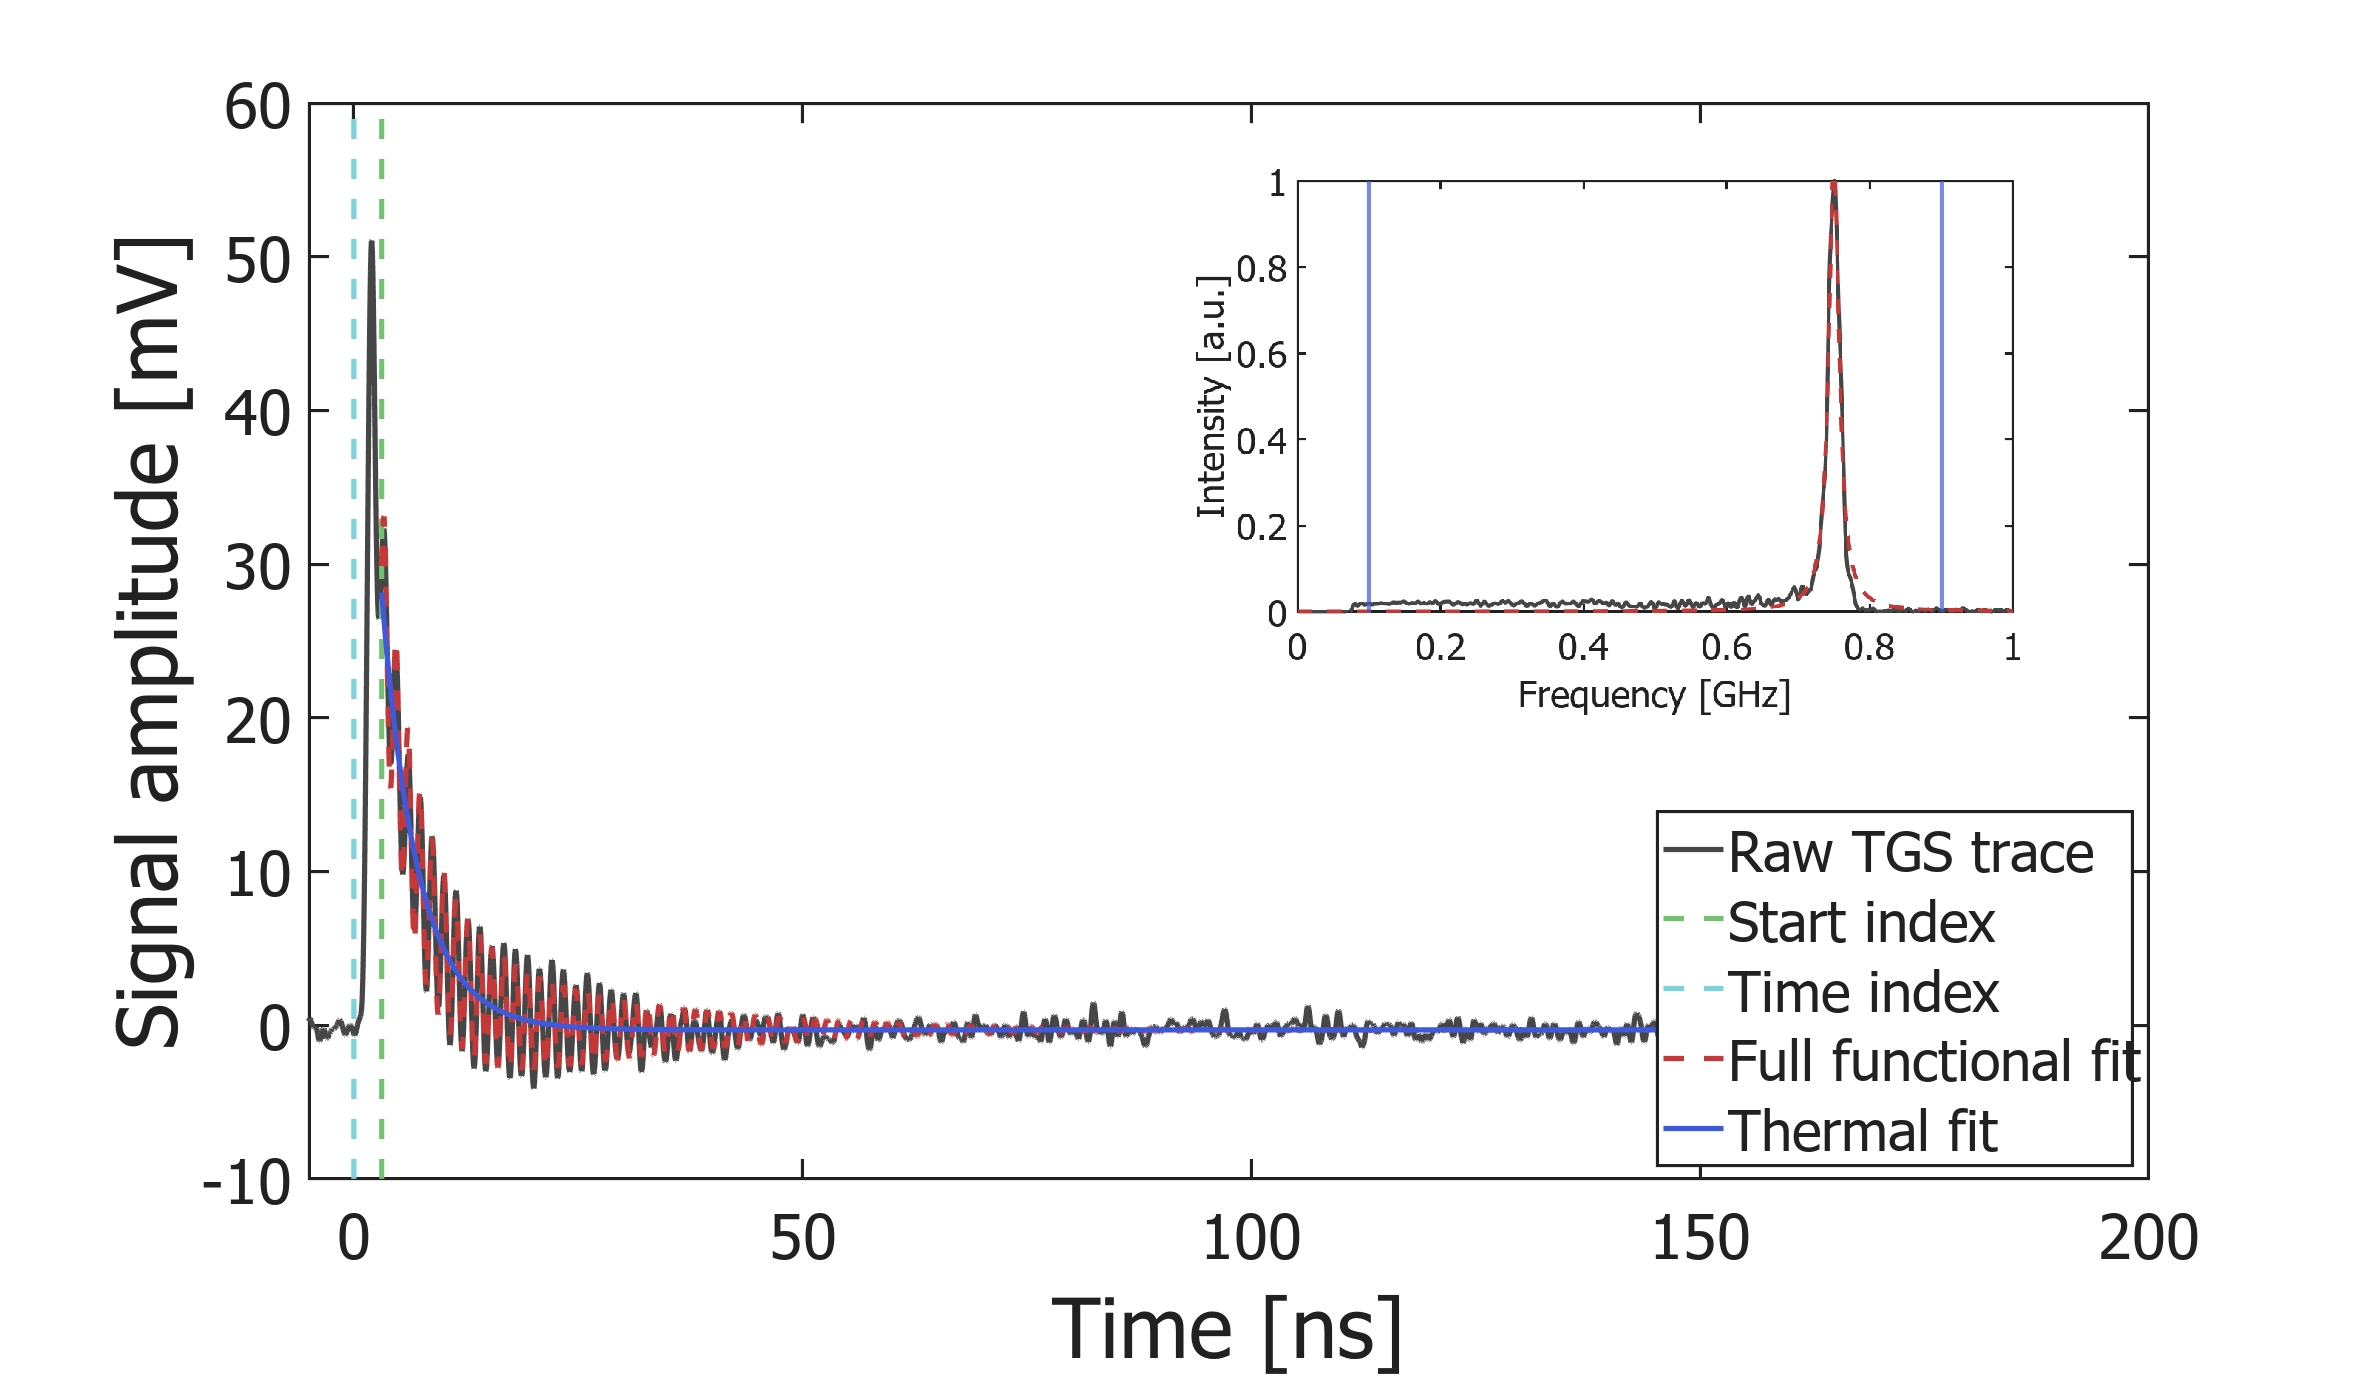 60
50
40
30
20
10
0
-10
Signal amplitude [mV]
0
50
100
150
200
Time [ns]
1
0.8
0.6
0.4
0.2
0
Intensity [a.u.]
0
0.2
0.4
0.6
0.8
1
Frequency [GHz]
Raw TGS trace
Start index
Time index
Full functional fit
Thermal fit